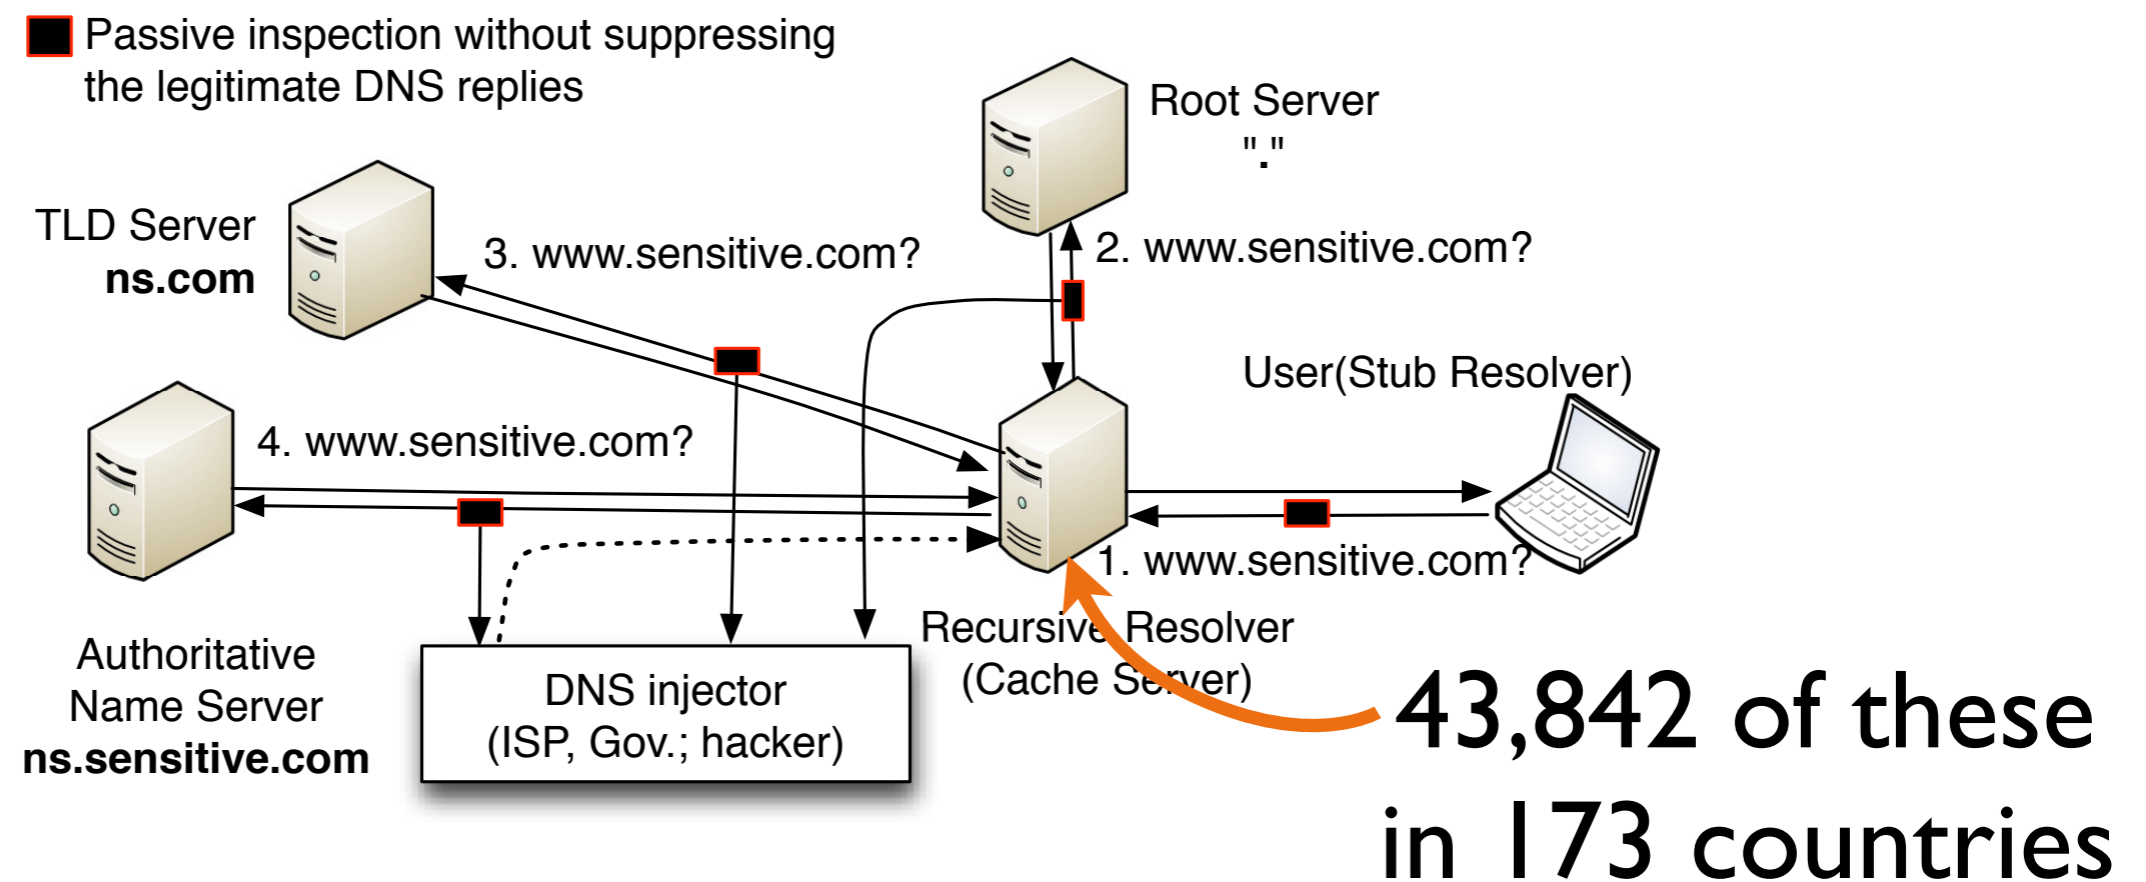 Passive inspection without suppressing
the legitimate DNS replies
Root Server
"."
TLD Server
ns.com
3. www.sensitive.com?
2. www.sensitive.com?
User(Stub Resolver)
4. www.sensitive.com?
1. www.sensitive.com?
Recursive Resolver
(Cache Server)
Authoritative
Name Server
ns.sensitive.com
DNS injector
(ISP, Gov.; hacker)
43,842 of these
in 173 countries